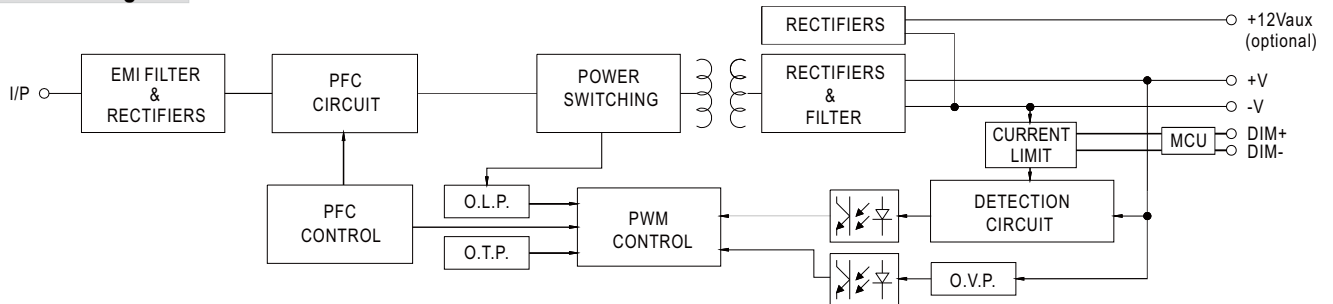 RECTIFIERS
+12Vaux
(optional)
I/P
EMI FILTER
&
RECTIFIERS
PFC
CIRCUIT
POWER
SWITCHING
RECTIFIERS
&
FILTER
+V
-V
CURRENT
LIMIT
MCU
DIM+
DIM-
PFC
CONTROL
O.L.P.
O.T.P.
PWM
CONTROL
DETECTION
CIRCUIT
O.V.P.